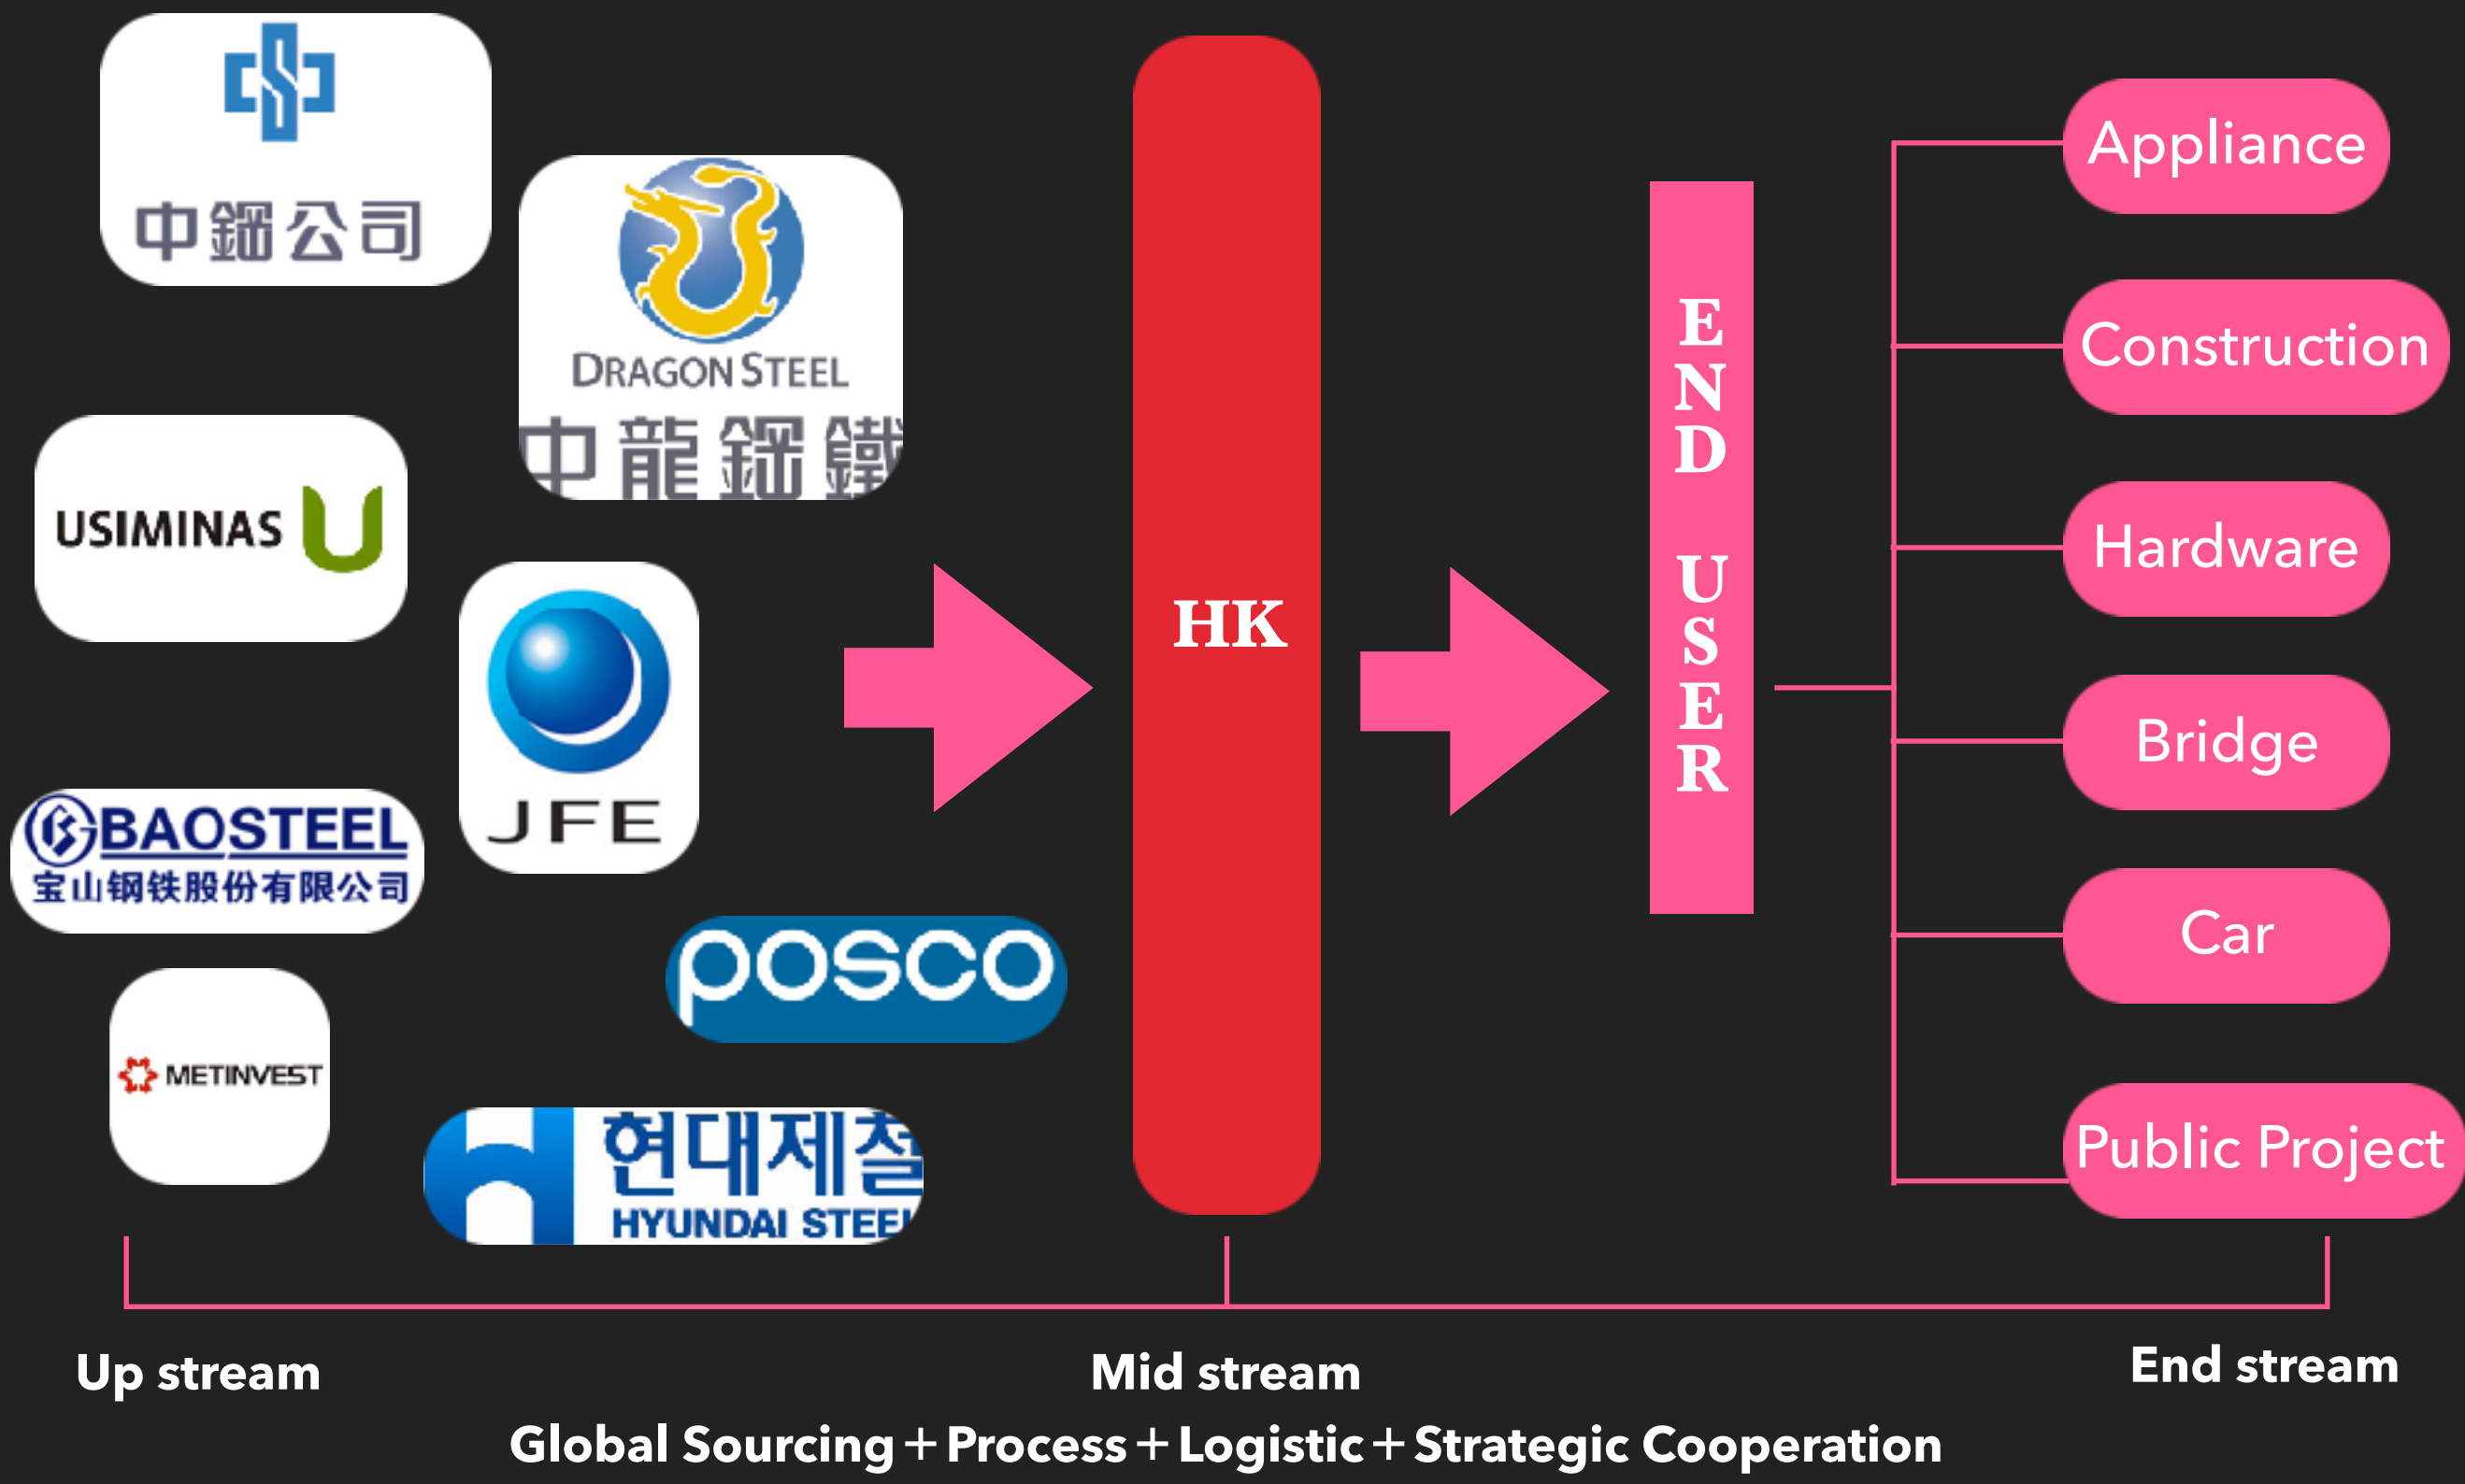 中鋼公司
DRAGON STEEL
中龍鋼鐵
USIMINAS
JFE
BAOSTEEL
宝山钢铁股份有限公司
posco
METINVEST
현대제철
HYUNDAI STEEL
HK
END USER
Appliance
Construction
Hardware
Bridge
Car
Public Project
Up stream
Mid stream
End stream
Global Sourcing+Process+Logistic+Strategic Cooperation